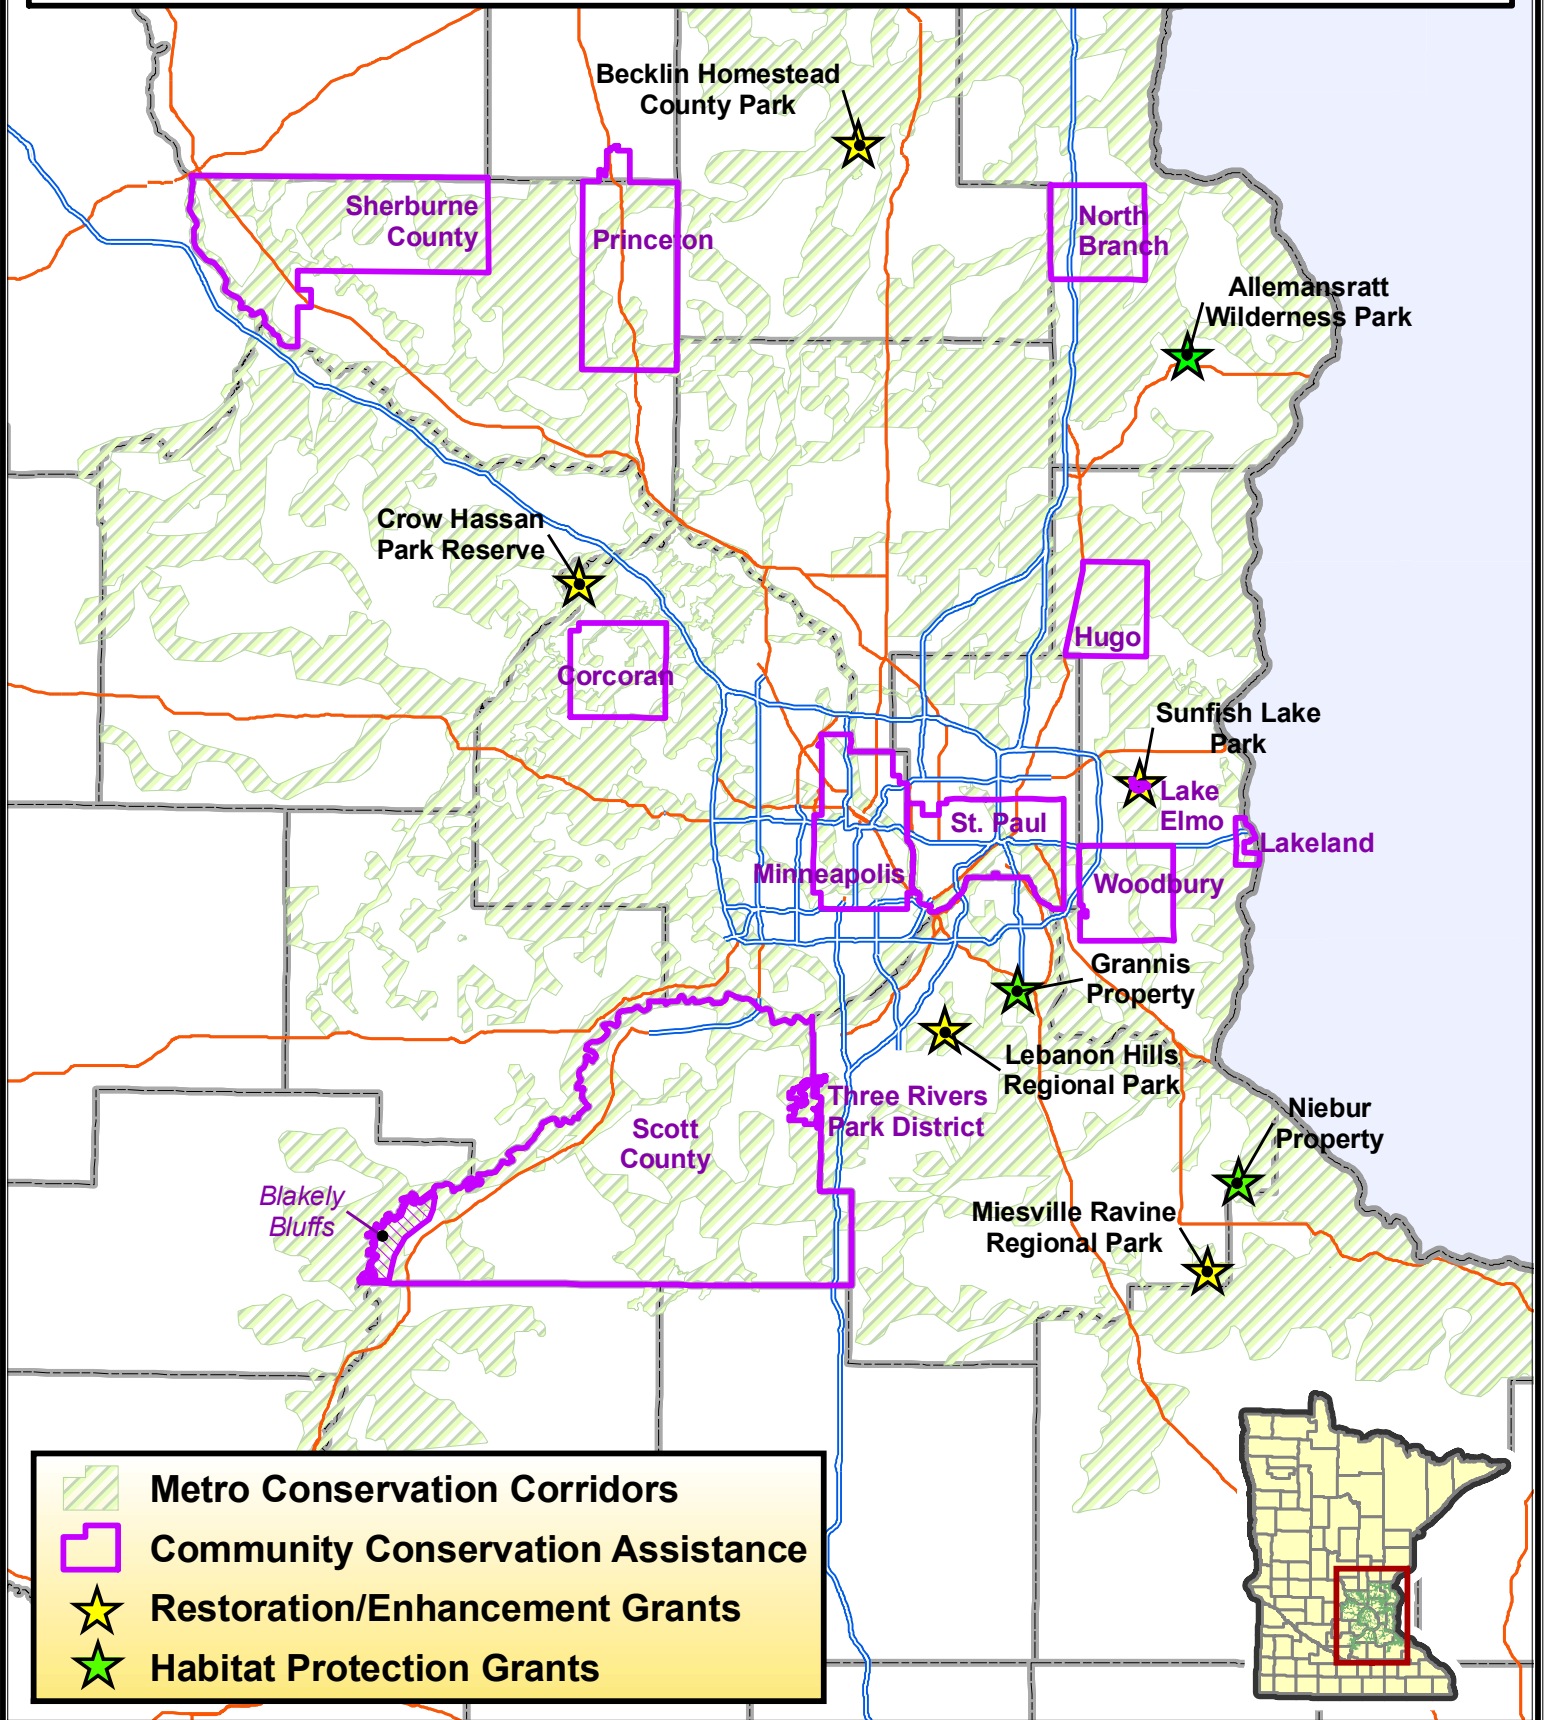 Becklin Homestead
County Park
Sherburne
County
Princeton
North
Branch
Allemansratt
Wilderness Park
Crow Hassan
Park Reserve
Hugo
Corcoran
Sunfish Lake
Park
Lake
Elmo
St. Paul
Lakeland
Minneapolis
Woodbury
Grannis
Property
Lebanon Hills
Regional Park
Three Rivers
Park District
Niebur
Property
Scott
County
Blakely
Bluffs
Miesville Ravine
Regional Park
Metro Conservation Corridors
Community Conservation Assistance
Restoration/Enhancement Grants
Habitat Protection Grants